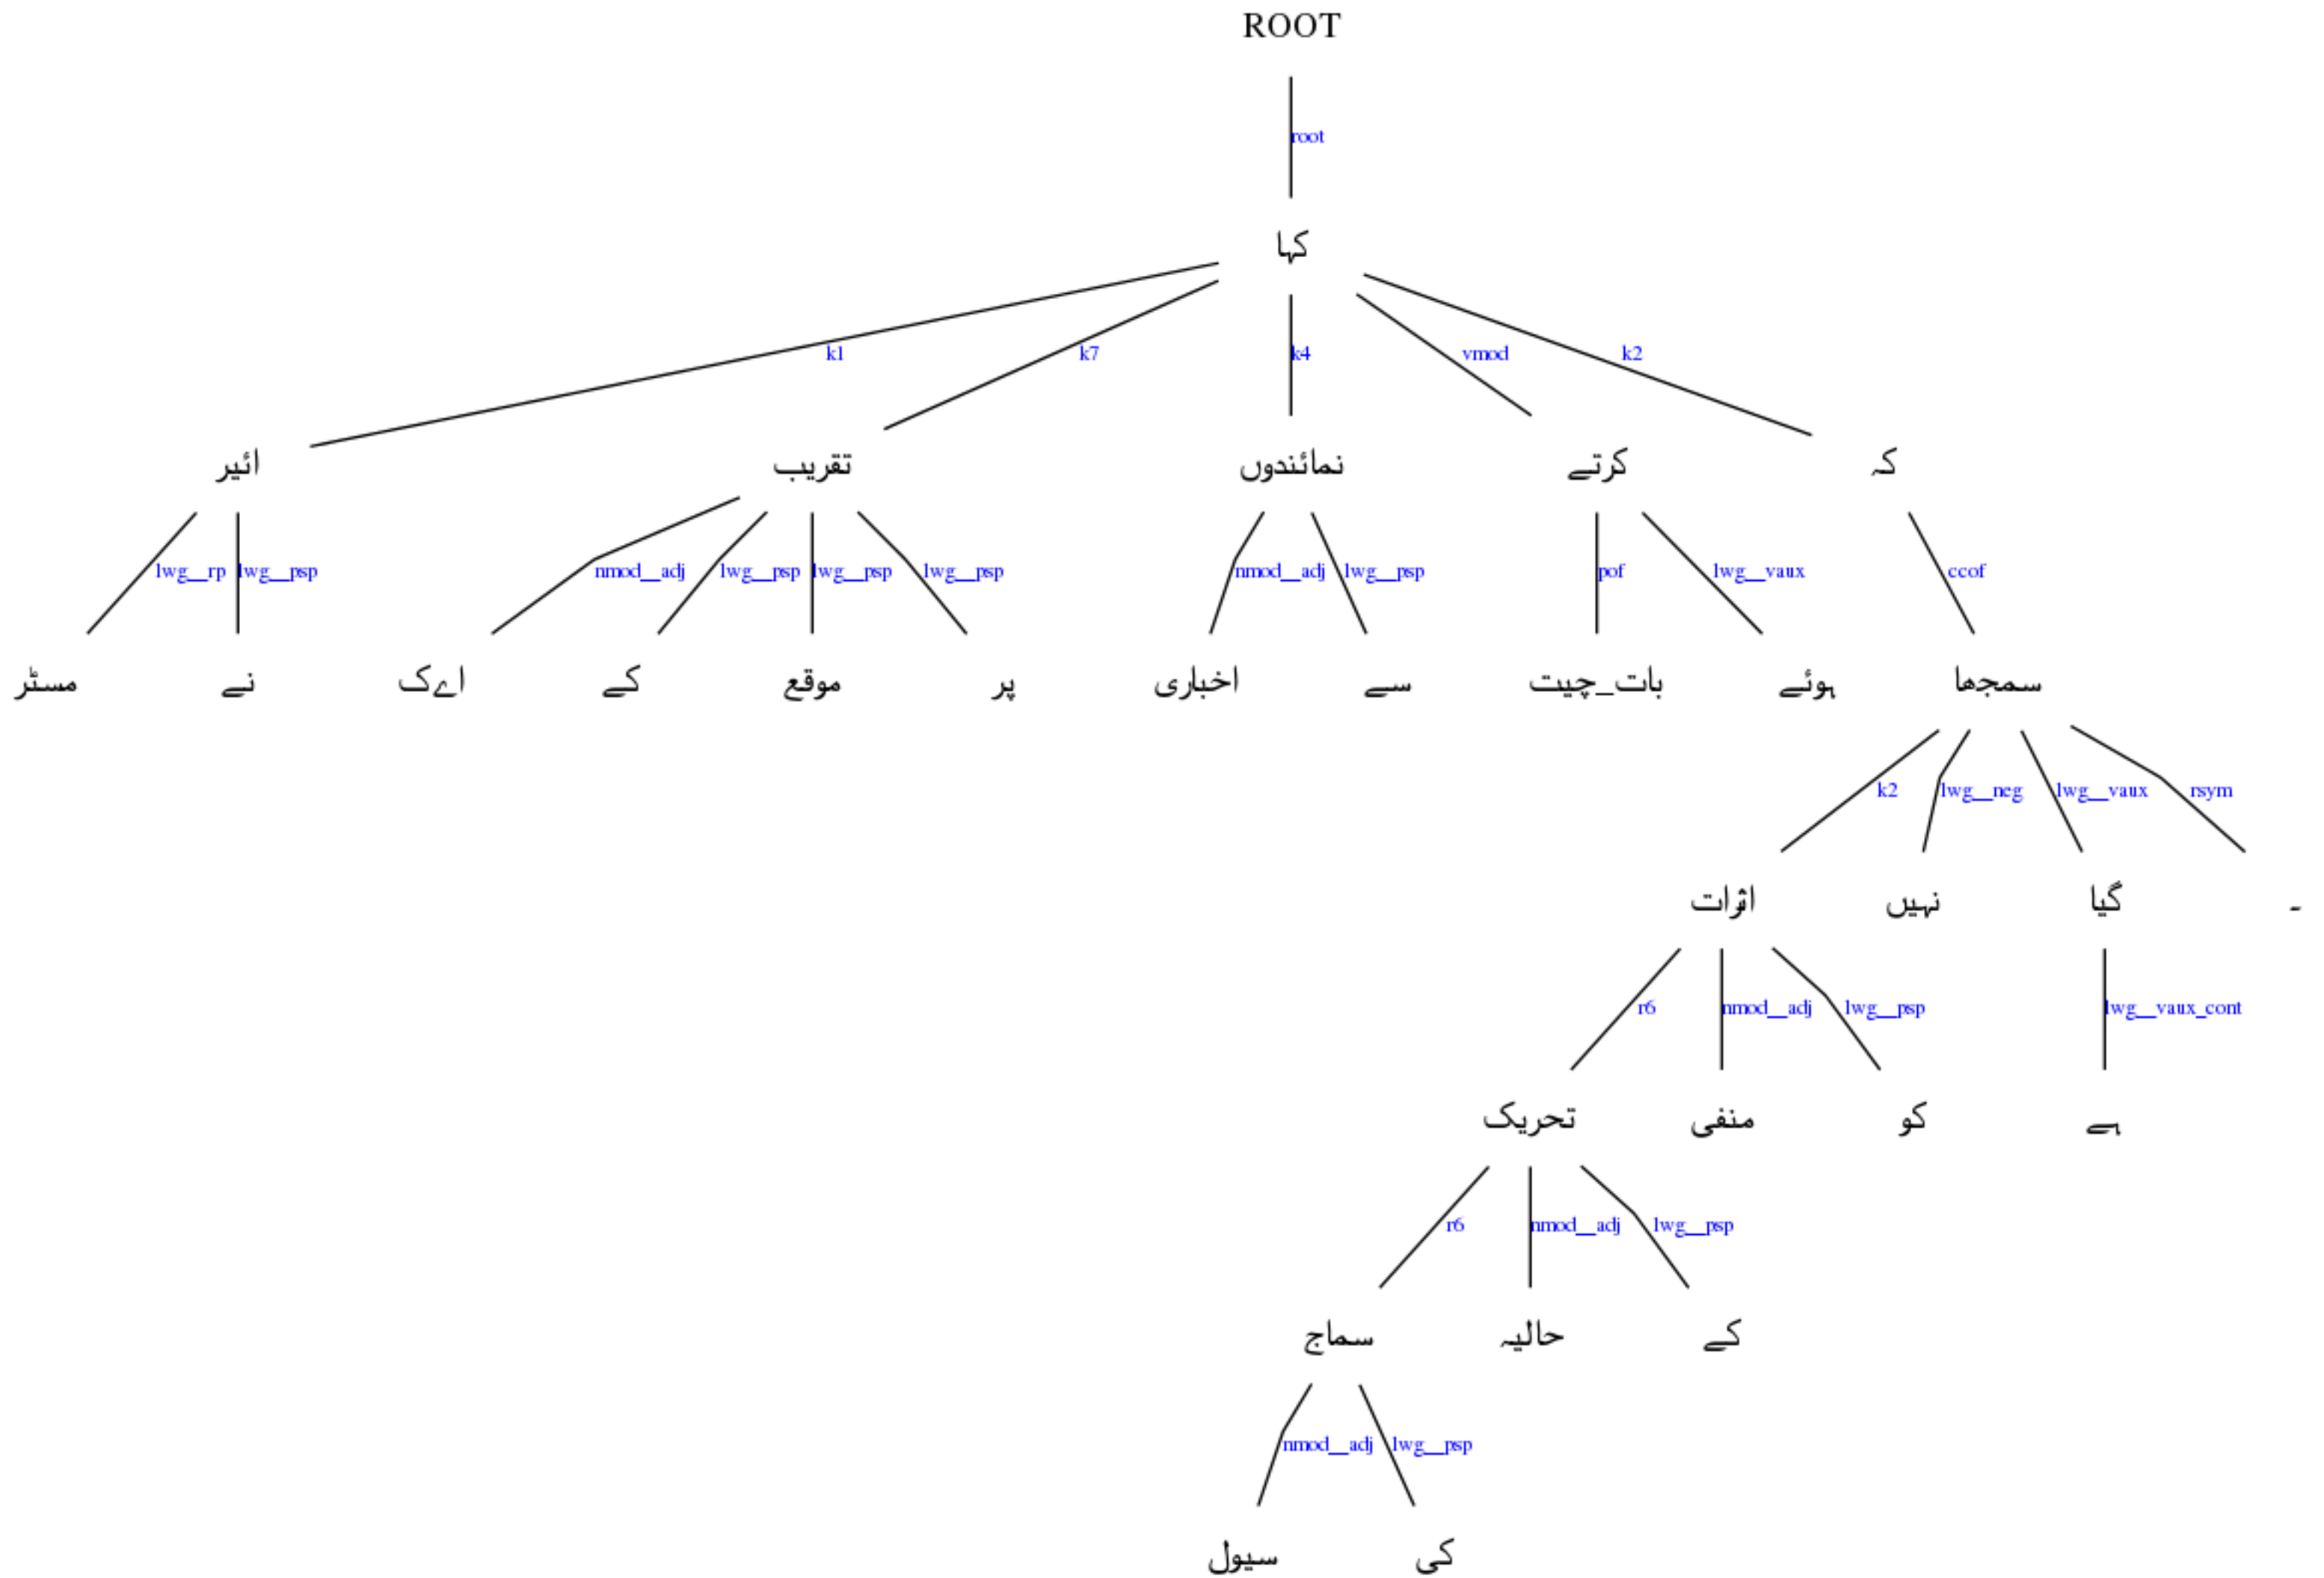 ROOT
root
کہا
k1 k7 k4 vmod k2
ائیر تقریب نمائندوں کرتے کہ
lwg__rp lwg__psp nmod__adj lwg__psp lwg__psp lwg__psp nmod__adj lwg__psp pof lwg__vaux ccof
مسٹر نے اےک کے موقع پر اخباری سے بات_چیت ہوئے سمجھا
k2 lwg__neg lwg__vaux rsym
اثرات نہیں گیا ۔
r6 nmod__adj lwg__psp lwg__vaux_cont
تحریک منفی کو ہے
r6 nmod__adj lwg__psp
سماج حالیہ کے
nmod__adj lwg__psp
سیول کی